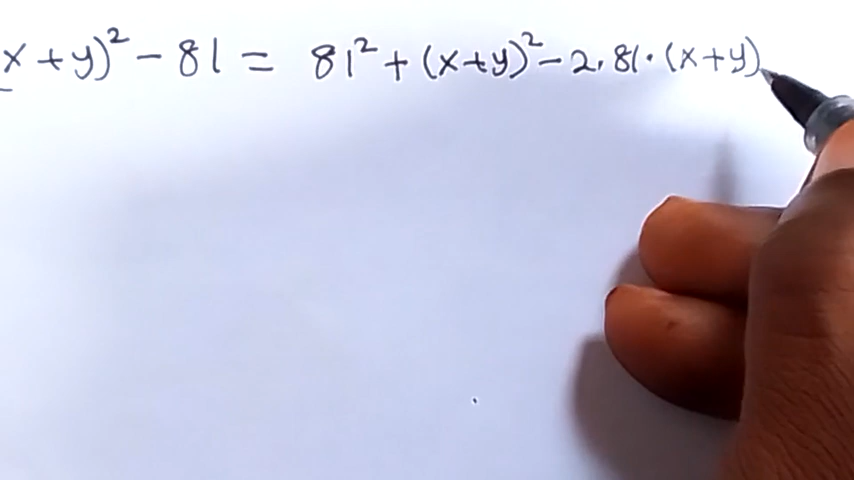 x + y)² - 81 = 81² + (x+y)² - 2·81·(x+y)